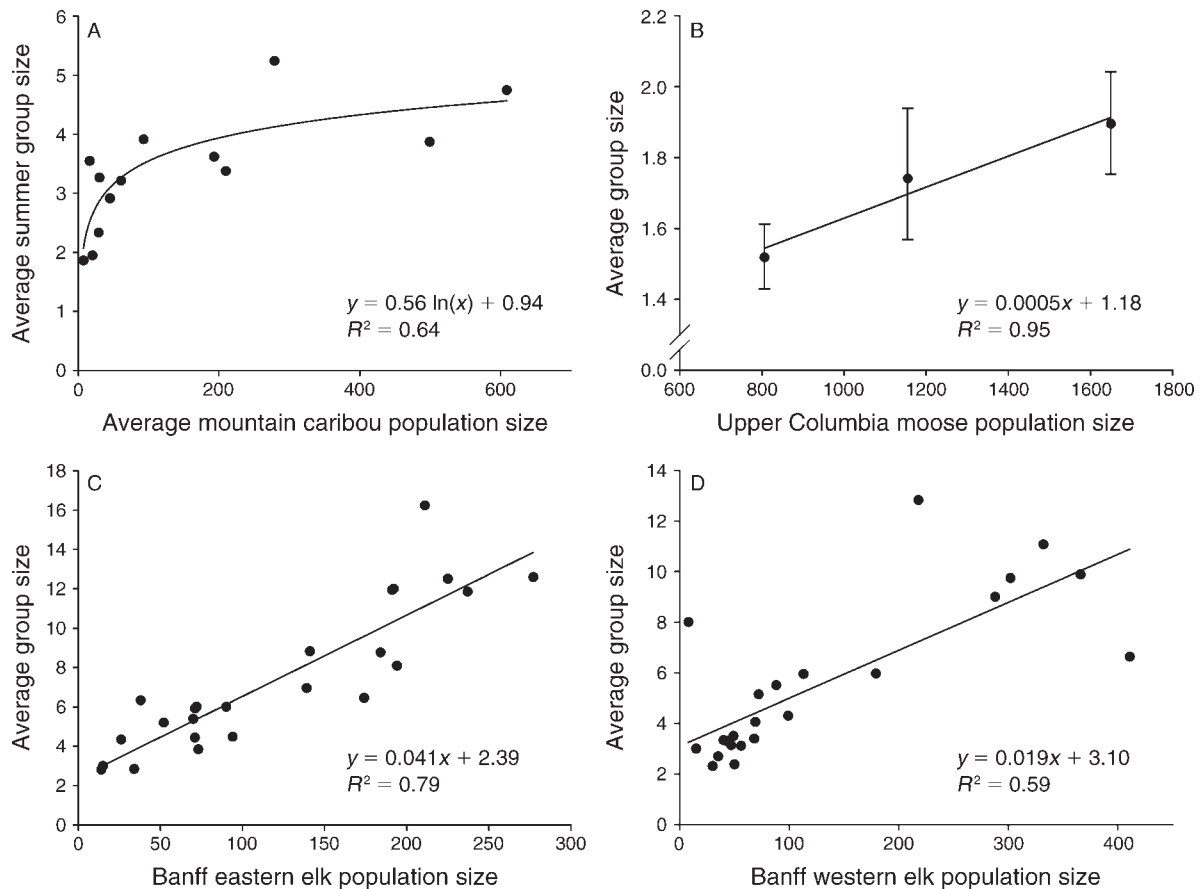 A
Average summer group size
6
5
4
3
2
1
0
0 200 400 600
Average mountain caribou population size
y = 0.56 ln(x) + 0.94
R² = 0.64
B
Average group size
2.2
2.0
1.8
1.6
1.4
0.0
600 800 1000 1200 1400 1600 1800
Upper Columbia moose population size
y = 0.0005x + 1.18
R² = 0.95
C
Average group size
18
16
14
12
10
8
6
4
2
0
0 50 100 150 200 250 300
Banff eastern elk population size
y = 0.041x + 2.39
R² = 0.79
D
Average group size
14
12
10
8
6
4
2
0
0 100 200 300 400
Banff western elk population size
y = 0.019x + 3.10
R² = 0.59